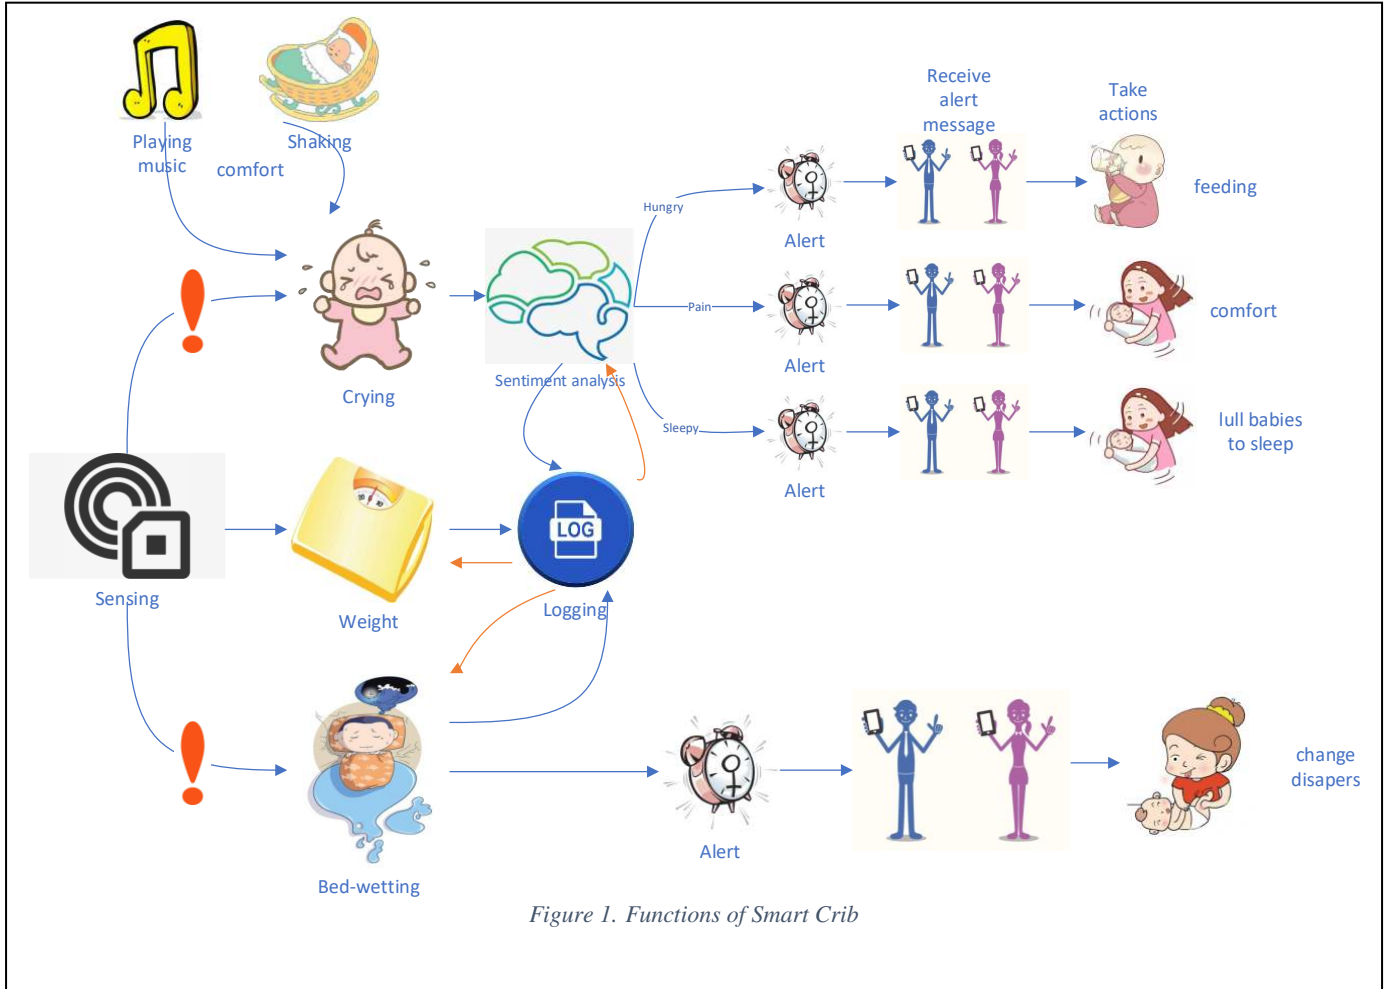 Playing
music
Shaking
comfort
Receive
alert
message
Take
actions
Hungry
Alert
feeding
Crying
Sentiment analysis
Pain
Alert
comfort
Sleepy
Alert
lull babies
to sleep
Sensing
Weight
LOG
Logging
Bed-wetting
Alert
change
disapers
Figure 1. Functions of Smart Crib